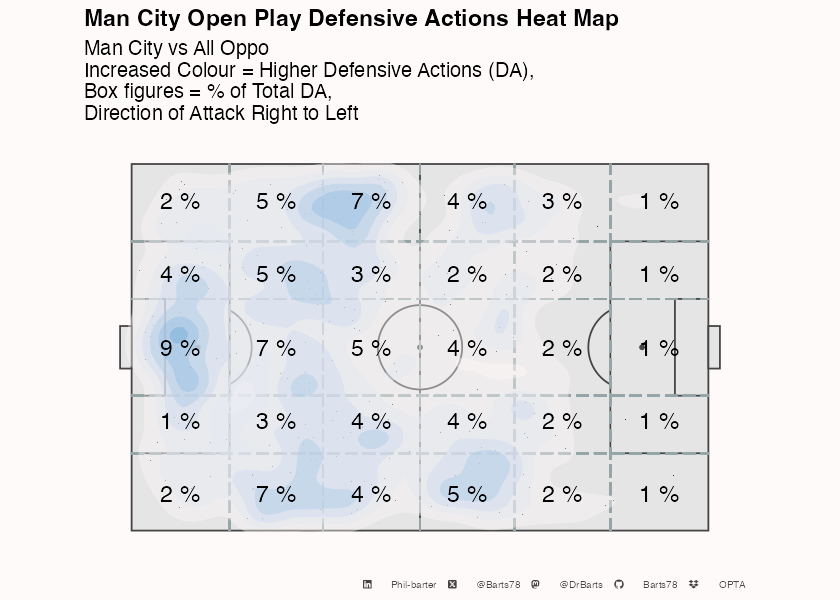 Man City Open Play Defensive Actions Heat Map
Man City vs All Oppo
Increased Colour = Higher Defensive Actions (DA),
Box figures = % of Total DA,
Direction of Attack Right to Left
2 % 5 % 7 % 4 % 3 % 1 %
4 % 5 % 3 % 2 % 2 % 1 %
9 % 7 % 5 % 4 % 2 % 1 %
1 % 3 % 4 % 4 % 2 % 1 %
2 % 7 % 4 % 5 % 2 % 1 %
Phil-barter @Barts78 @DrBarts Barts78 OPTA